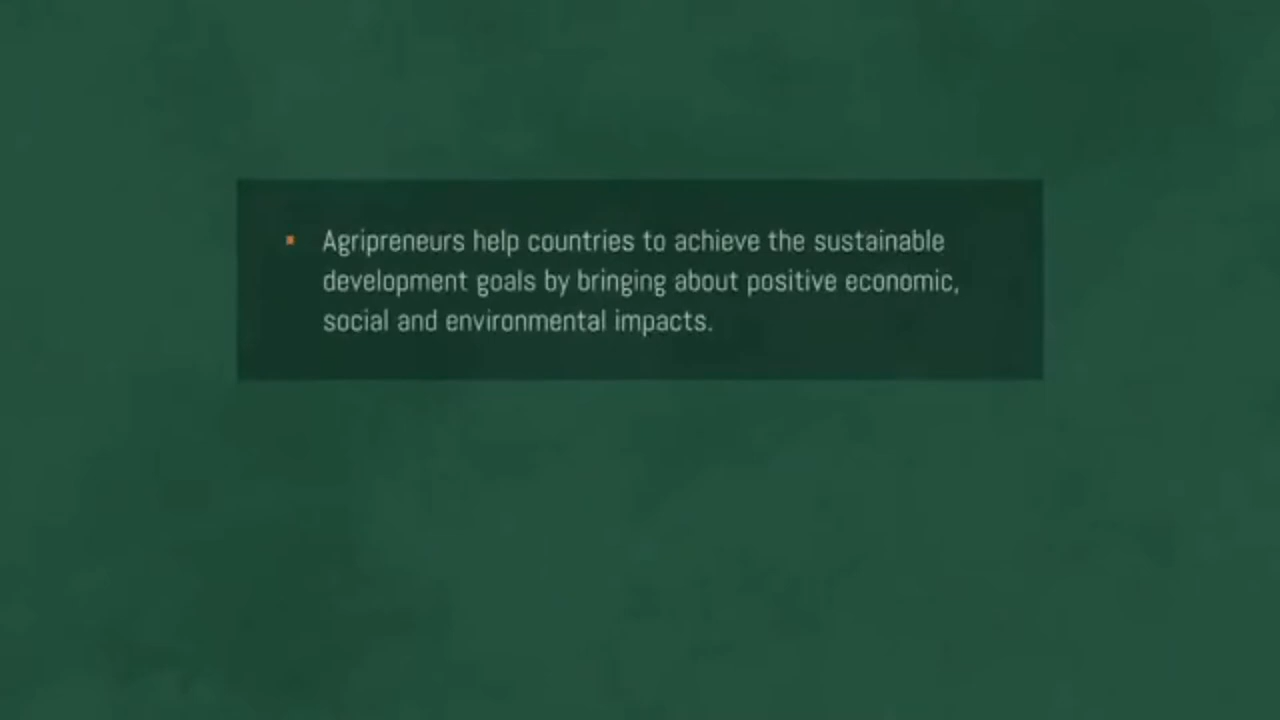 ▪ Agripreneurs help countries to achieve the sustainable
development goals by bringing about positive economic,
social and environmental impacts.